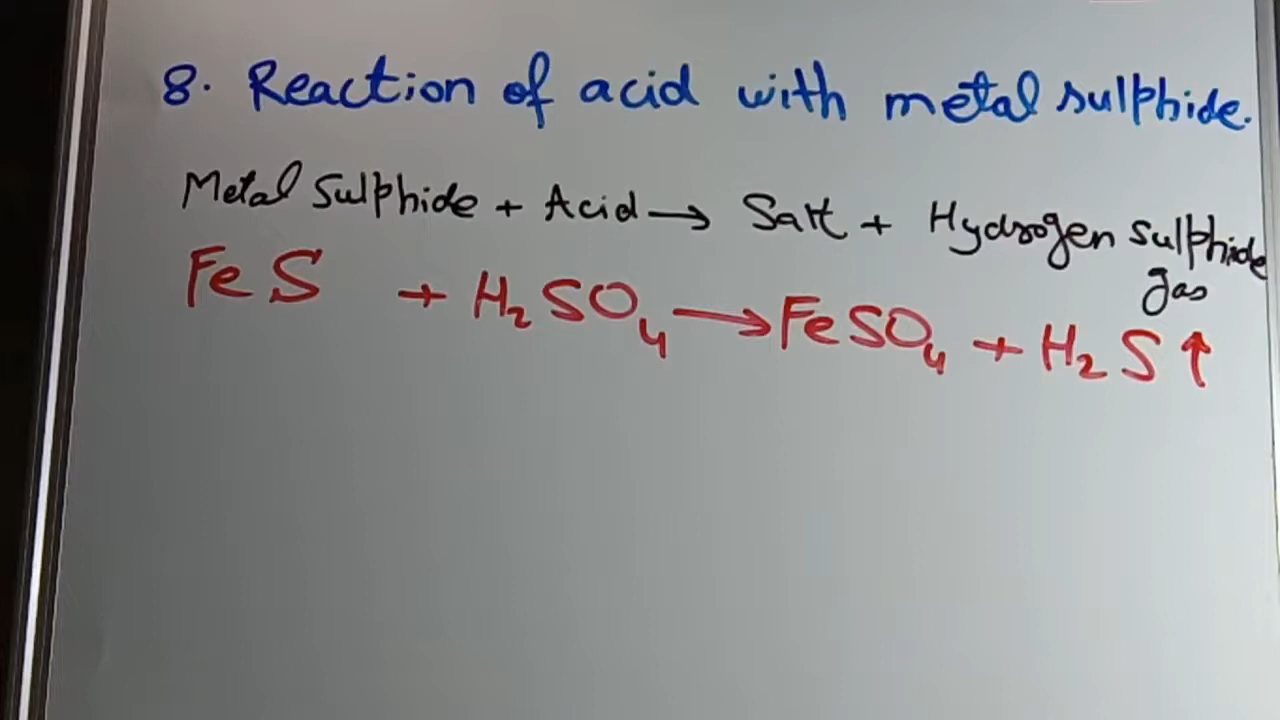 8. Reaction of acid with metal sulphide.
Metal Sulphide + Acid → Salt + Hydrogen sulphide
gas
FeS + H₂SO₄ → FeSO₄ + H₂S ↑